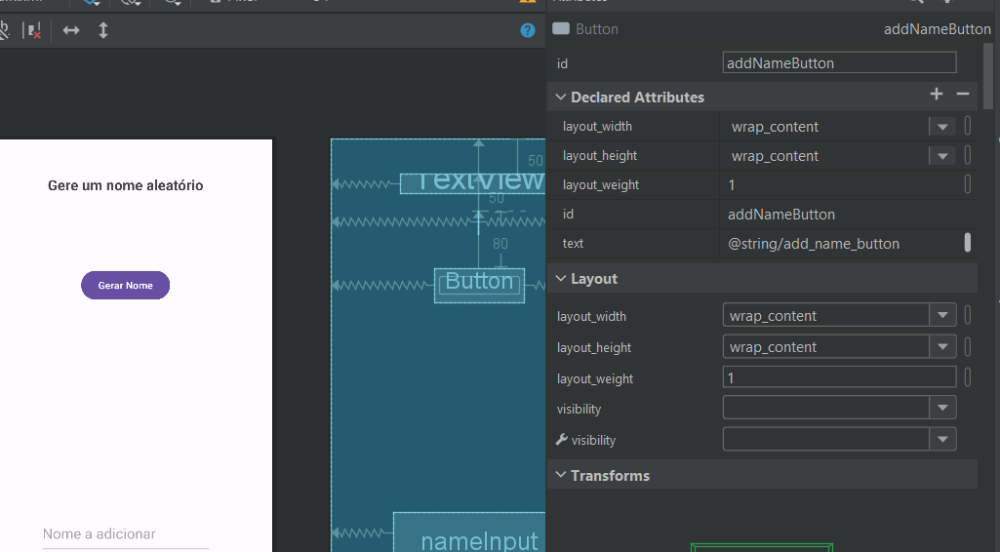 Button addNameButton
id addNameButton
Declared Attributes
layout_width wrap_content
layout_height wrap_content
layout_weight 1
id addNameButton
text @string/add_name_button
Layout
layout_width wrap_content
layout_height wrap_content
layout_weight 1
visibility
visibility
Transforms
Gere um nome aleatório
Gerar Nome
Nome a adicionar
50
TextView
50
80
Button
nameInput